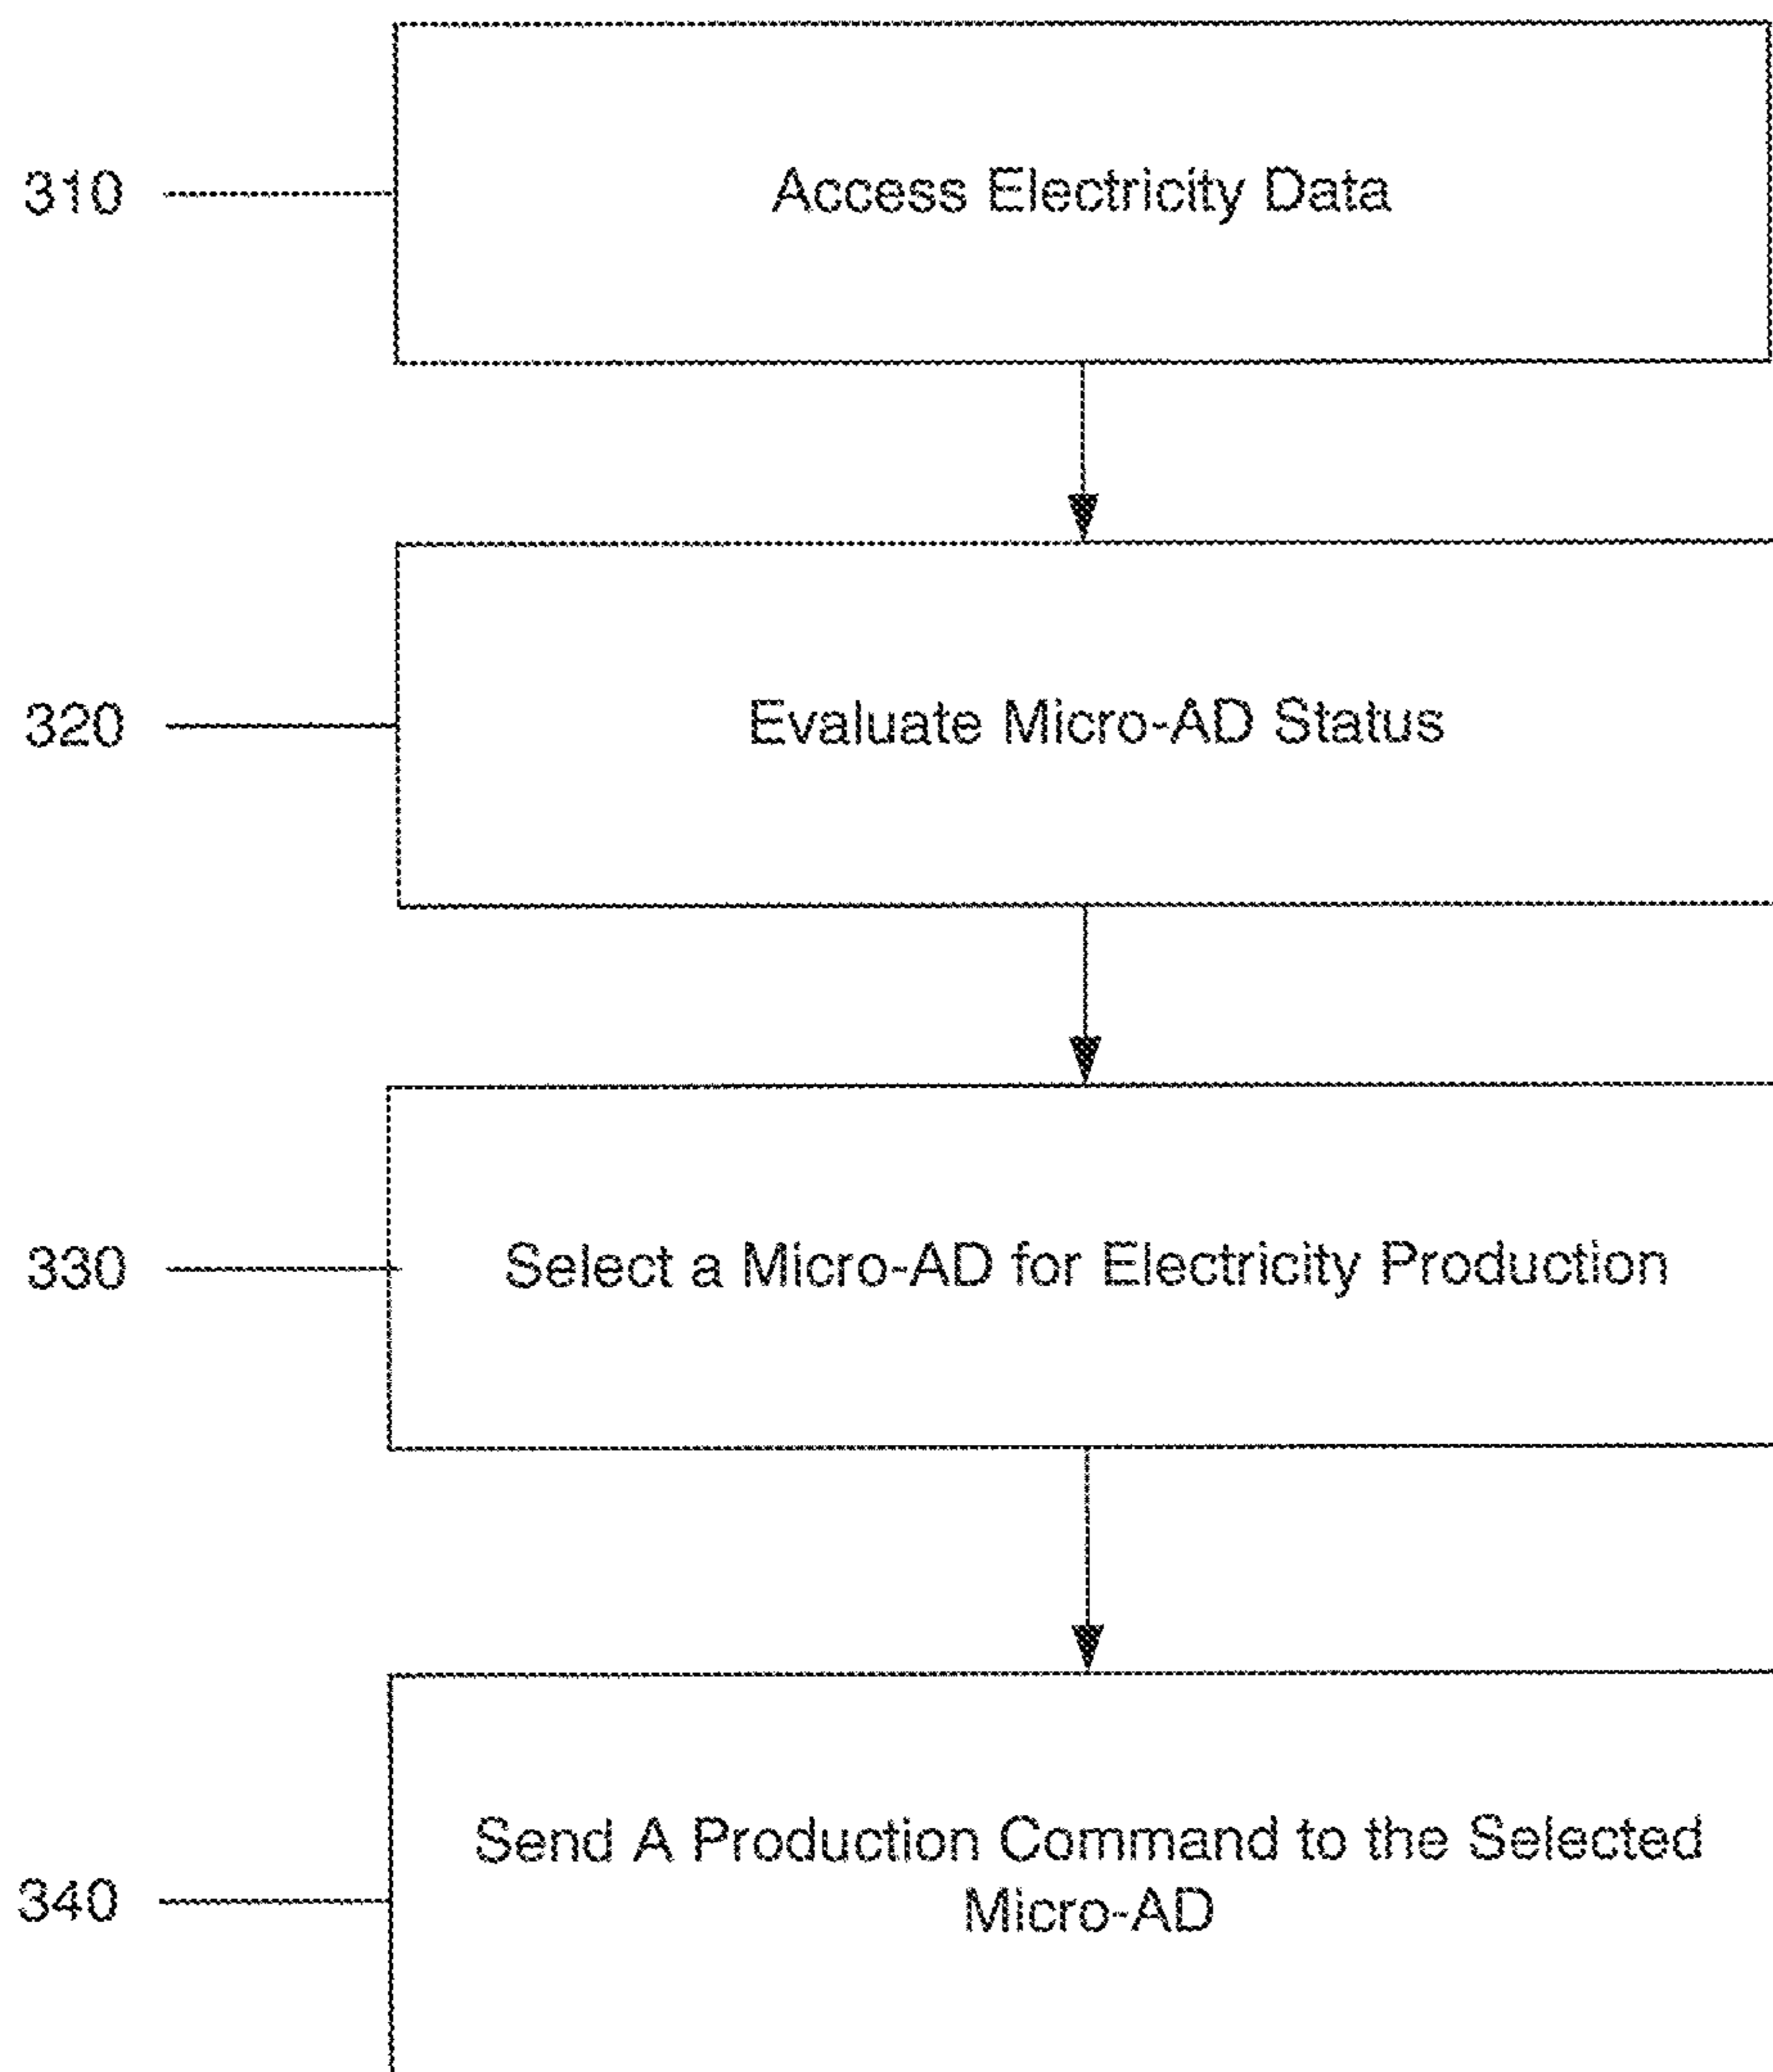 310
Access Electricity Data
320
Evaluate Micro-AD Status
330
Select a Micro-AD for Electricity Production
Send A Production Command to the Selected
340
Micro-AD